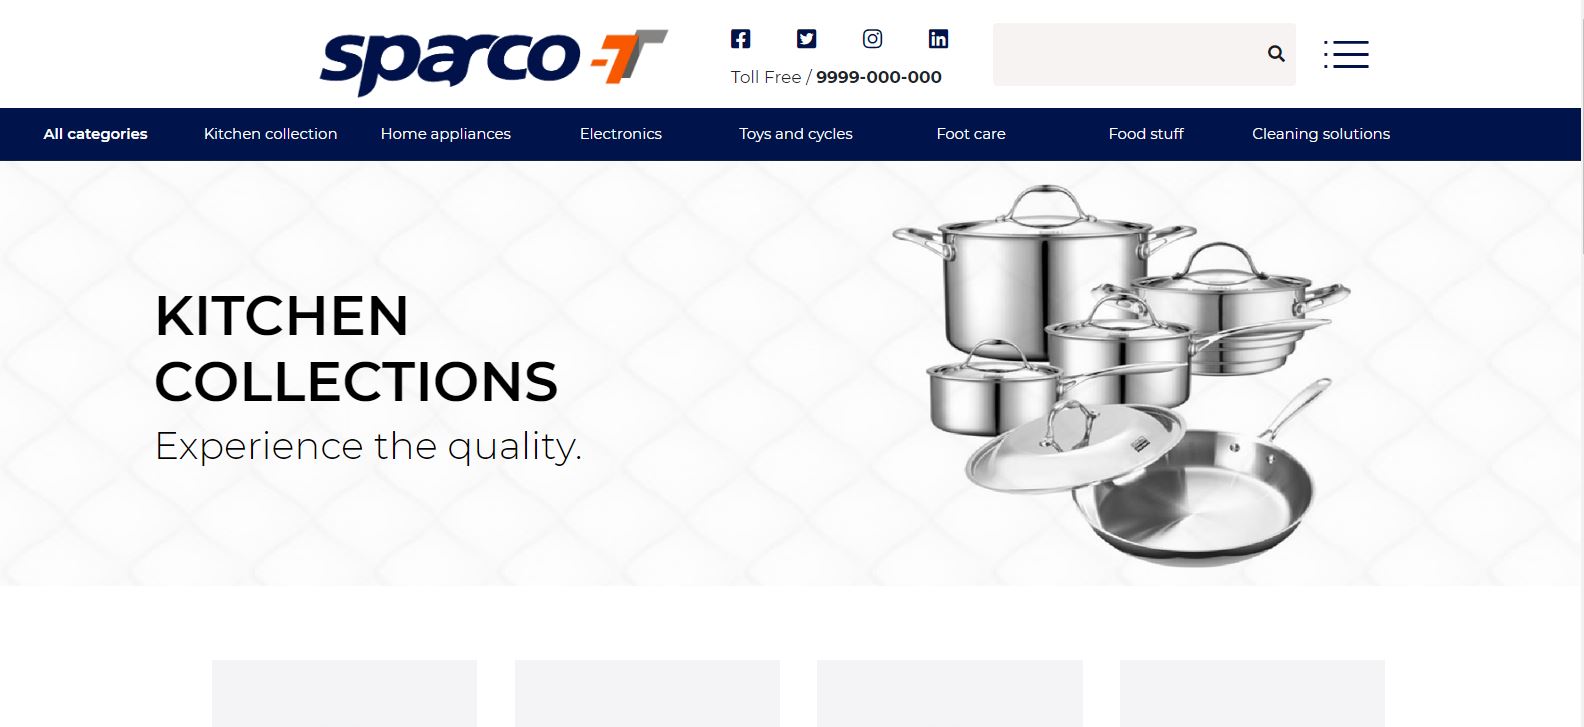 sparco
Toll Free / 9999-000-000
All categories
Kitchen collection
Home appliances
Electronics
Toys and cycles
Foot care
Food stuff
Cleaning solutions
KITCHEN
COLLECTIONS
Experience the quality.